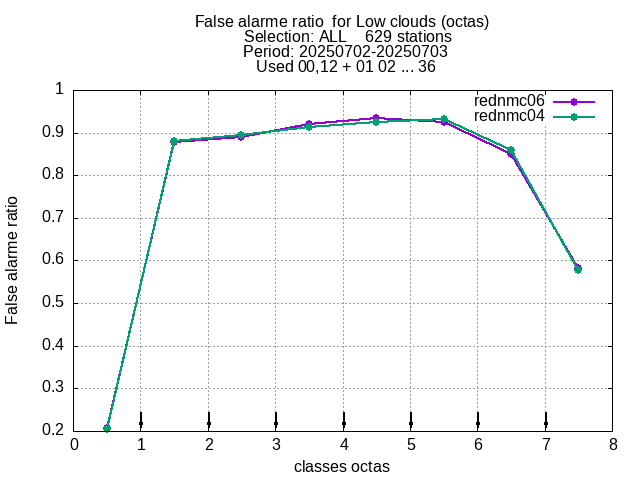 False alarme ratio  for Low clouds (octas)
Selection: ALL    629 stations
Period: 20250702-20250703
Used 00,12 + 01 02 ... 36
rednmc06
rednmc04
1
0.9
0.8
0.7
0.6
0.5
0.4
0.3
0.2
False alarme ratio
0 1 2 3 4 5 6 7 8
classes octas